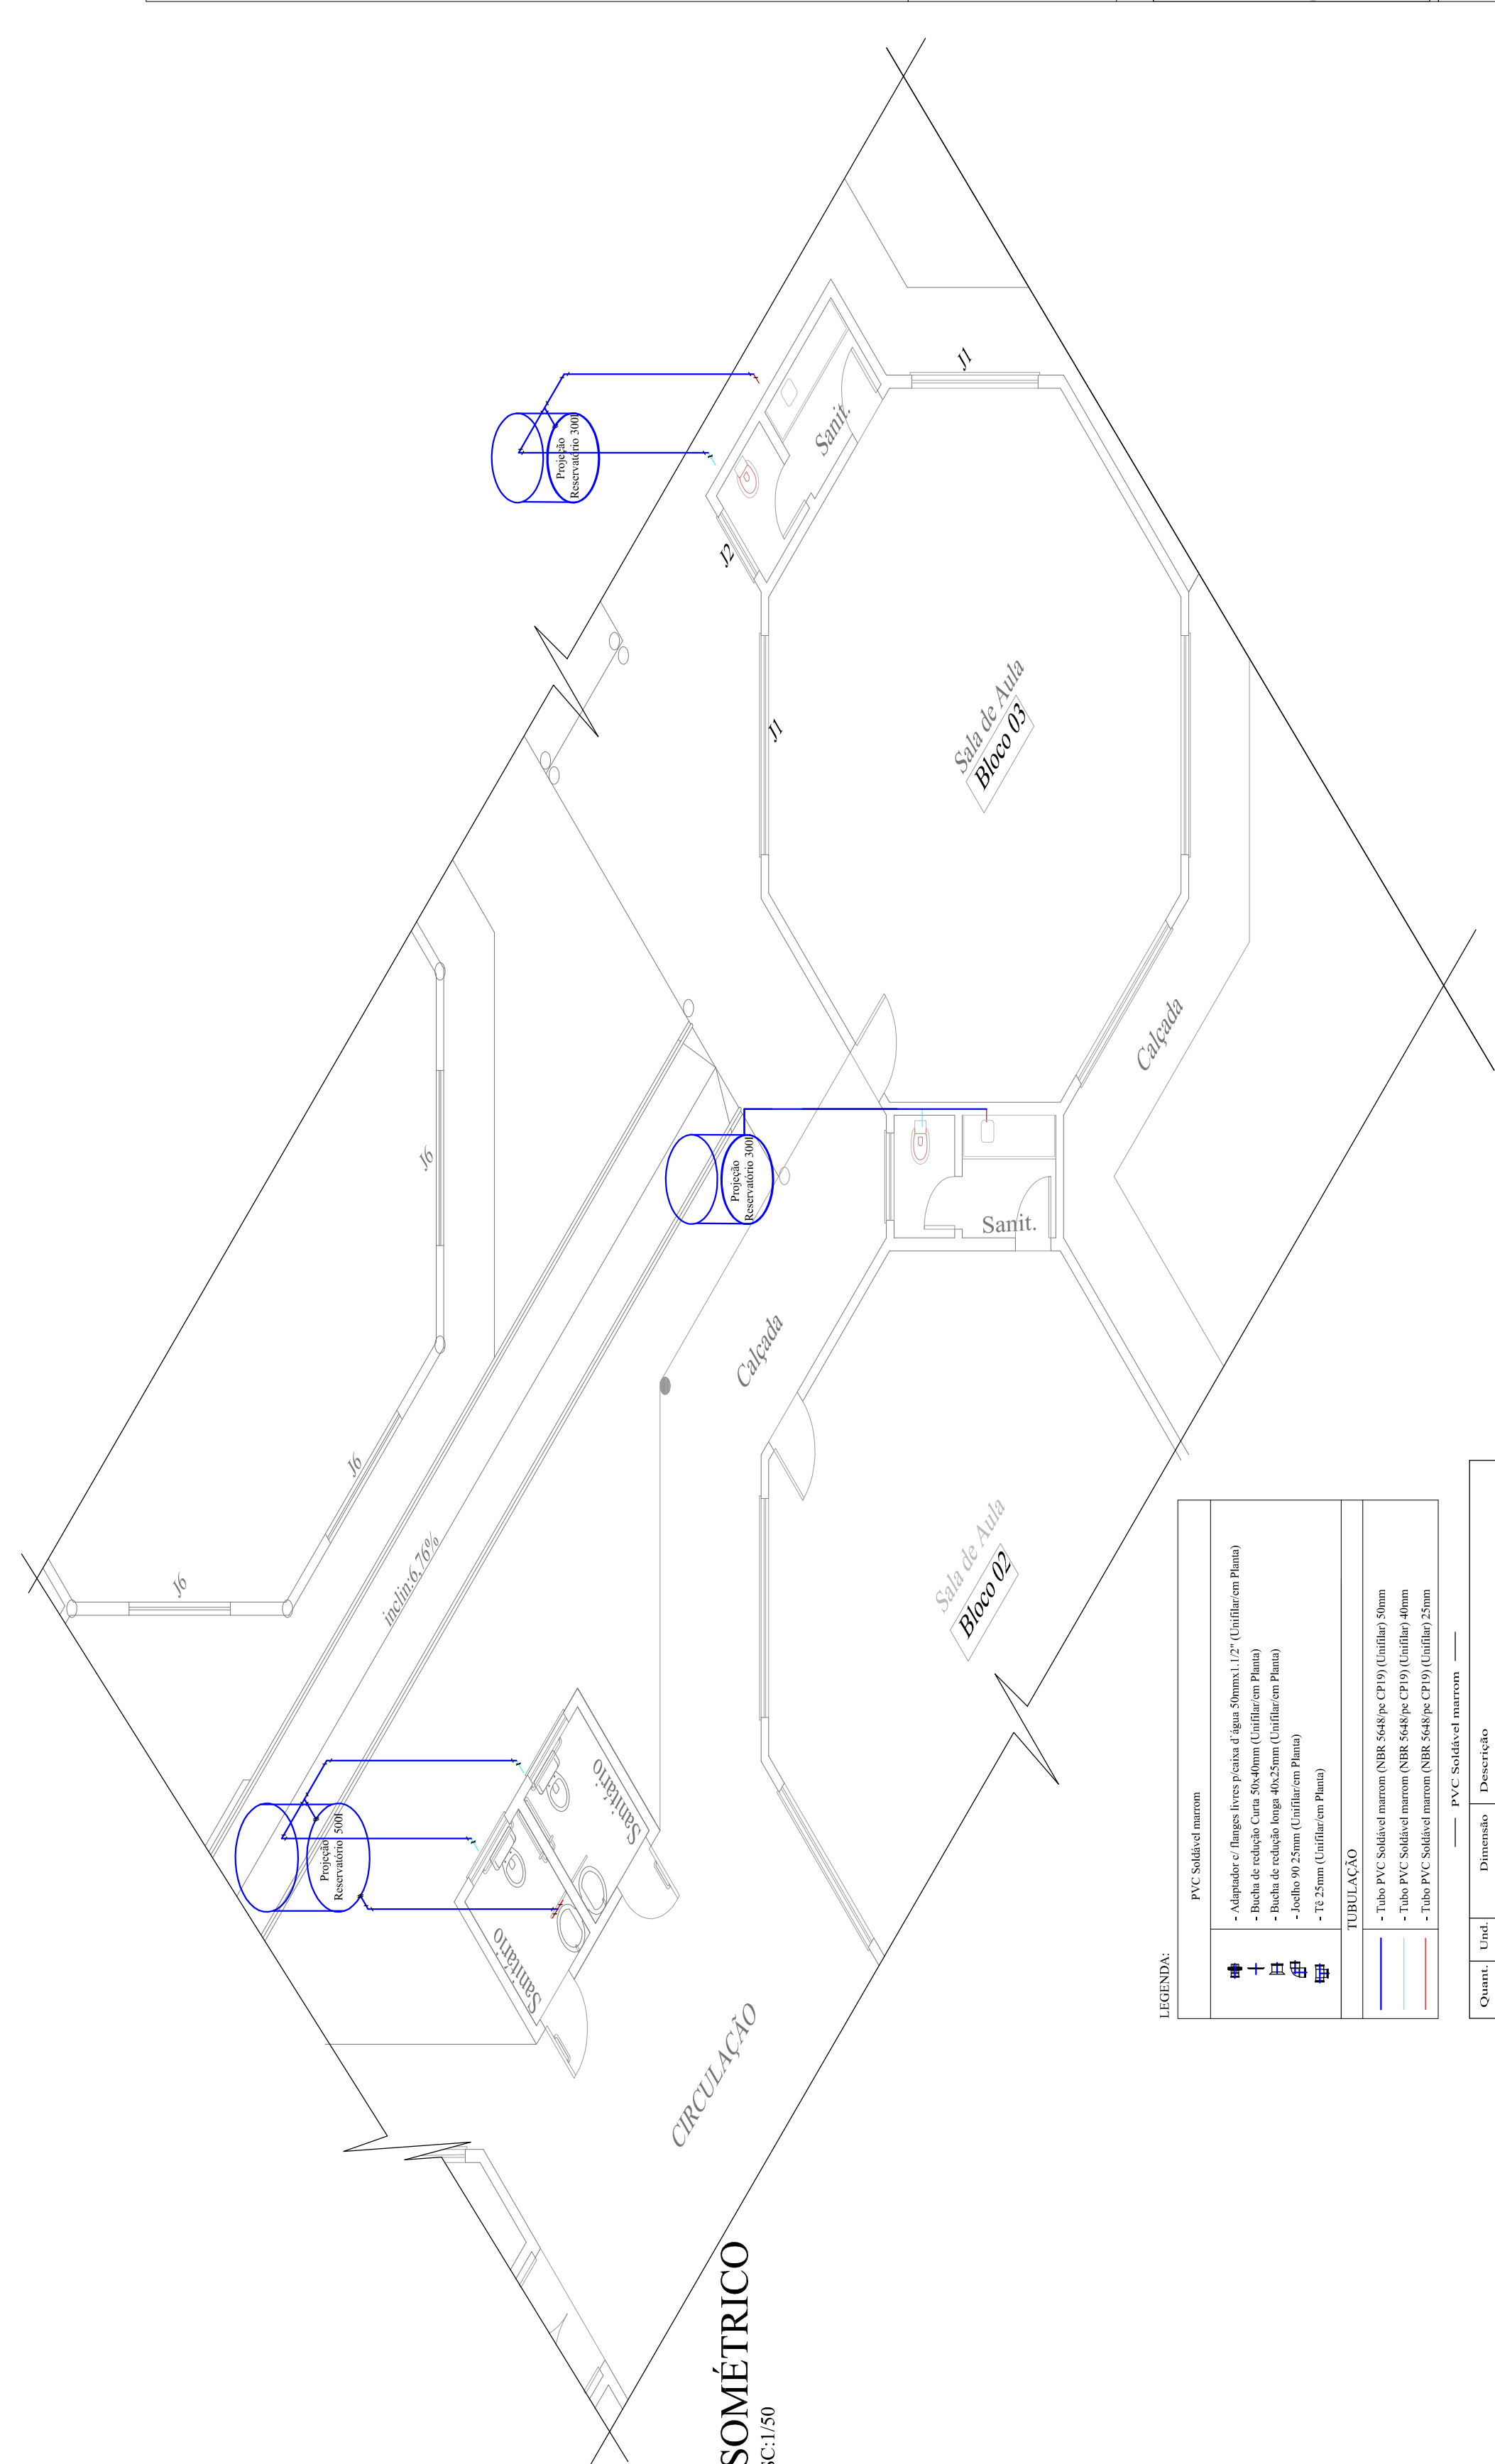 Projeção
Reservatório 300l
Sanit.
J1
J2
J1
Sala de Aula
Bloco 03
Calçada
J6
J6
J6
inclin:6,76%
Projeção
Reservatório 300l
Sanit.
Calçada
Sala de Aula
Bloco 02
Projeção
Reservatório 500l
Sanitário
Sanitário
CIRCULAÇÃO
SOMÉTRICO
SC:1/50
LEGENDA:
PVC Soldável marrom
- Adaptador c/ flanges livres p/caixa d´água 50mmx1.1/2" (Unifilar/em Planta)
- Bucha de redução Curta 50x40mm (Unifilar/em Planta)
- Bucha de redução longa 40x25mm (Unifilar/em Planta)
- Joelho 90 25mm (Unifilar/em Planta)
- Tê 25mm (Unifilar/em Planta)
TUBULAÇÃO
- Tubo PVC Soldável marrom (NBR 5648/pe CP19) (Unifilar) 50mm
- Tubo PVC Soldável marrom (NBR 5648/pe CP19) (Unifilar) 40mm
- Tubo PVC Soldável marrom (NBR 5648/pe CP19) (Unifilar) 25mm
PVC Soldável marrom
Quant. Und. Dimensão Descrição